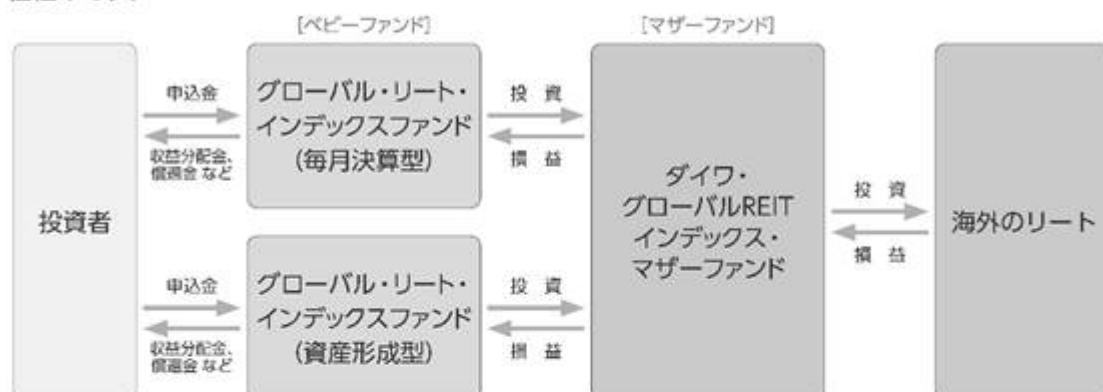 [ベビーファンド]
[マザーファンド]
投資者
申込金
収益分配金、
償還金 など
グローバル・リート・
インデックスファンド
(毎月決算型)
投 資
損 益
申込金
収益分配金、
償還金 など
グローバル・リート・
インデックスファンド
(資産形成型)
投 資
損 益
ダイワ・
グローバルREIT
インデックス・
マザーファンド
投 資
損 益
海外のリート